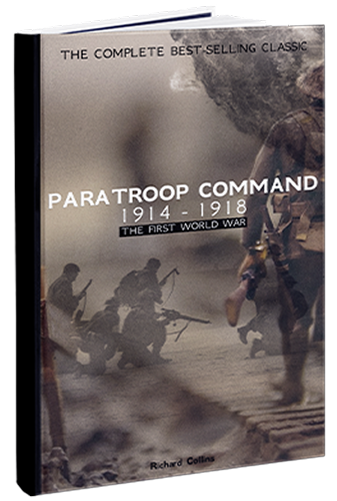 THE COMPLETE BEST-SELLING CLASSIC
PARATROOP COMMAND
1914 - 1918
THE FIRST WORLD WAR
Richard Collins